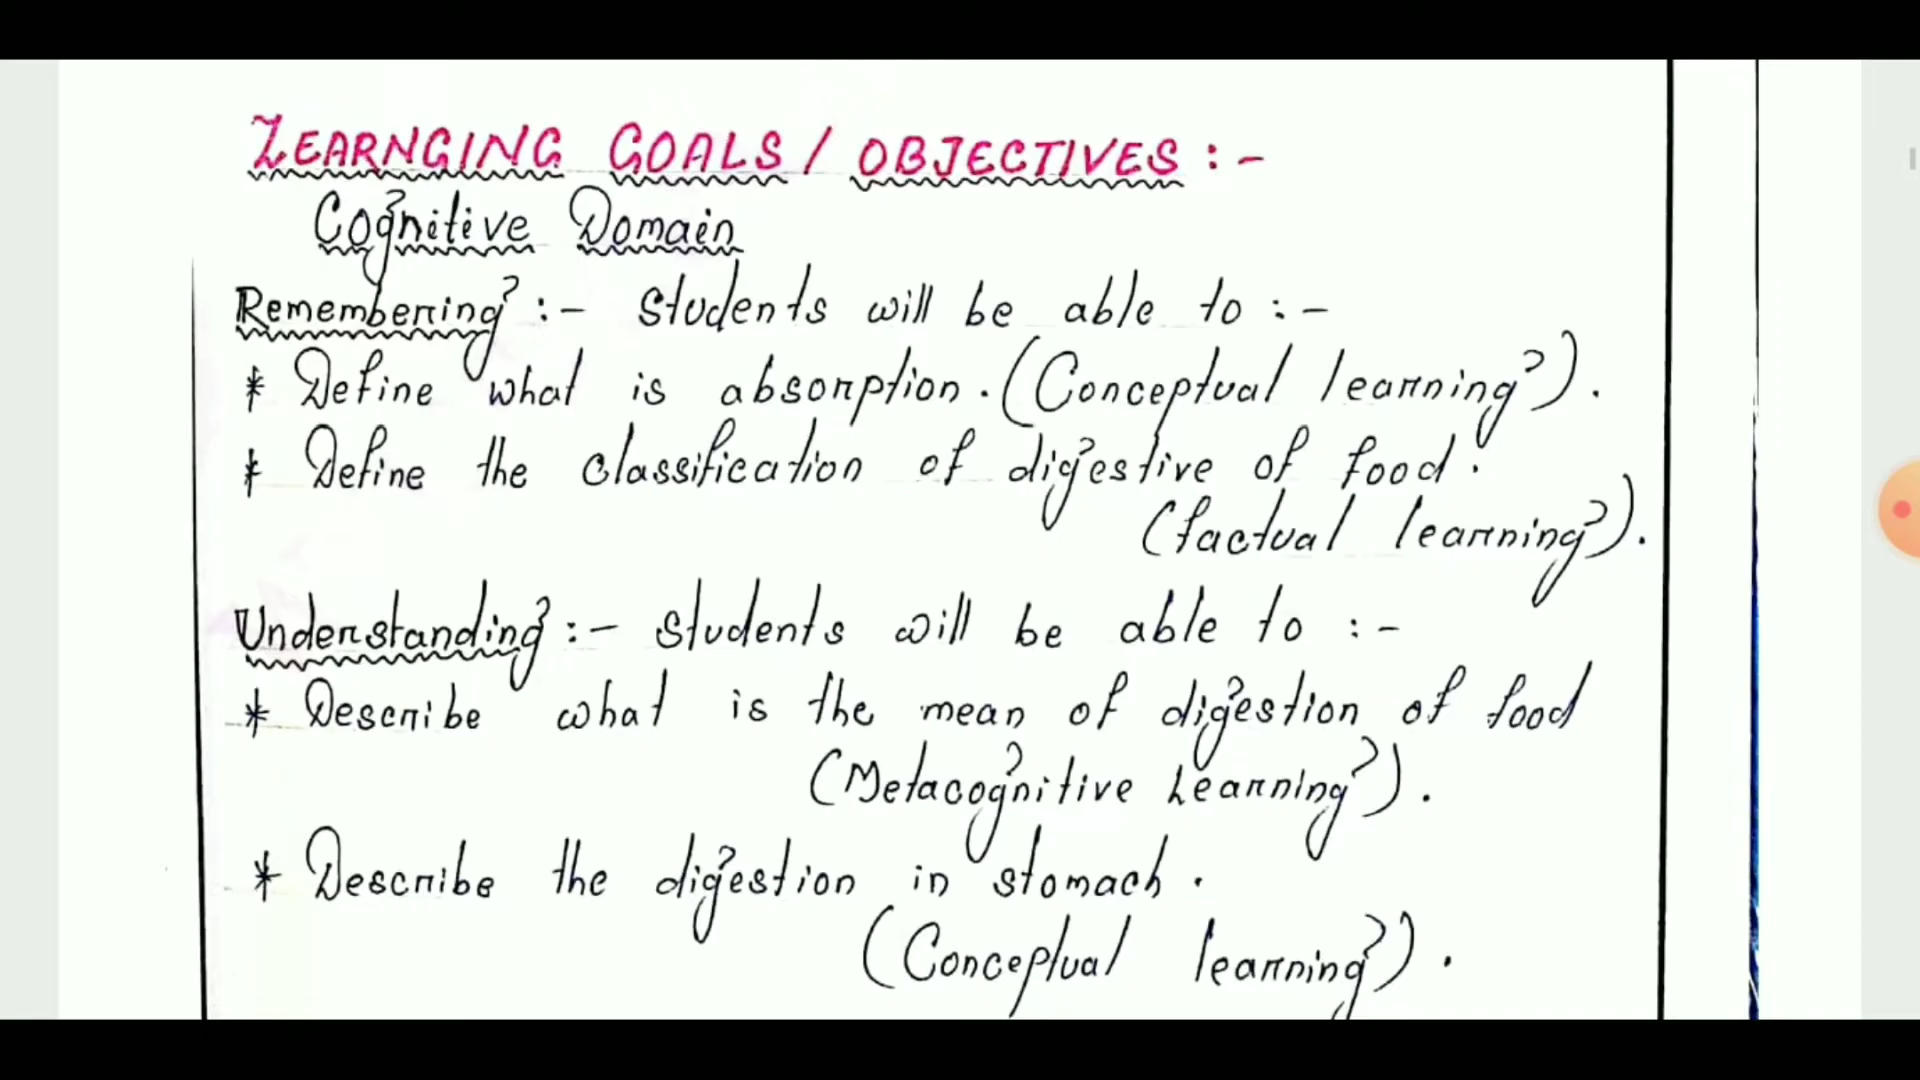 LEARNGING GOALS / OBJECTIVES :-
Cognitive Domain
Remembering :- Students will be able to :-
* Define what is absorption. (Conceptual learning).
* Define the classification of digestive of food.
(factual learning).
Understanding :- Students will be able to :-
* Describe what is the mean of digestion of food
(Metacognitive Learning).
* Describe the digestion in stomach.
(Conceptual learning).